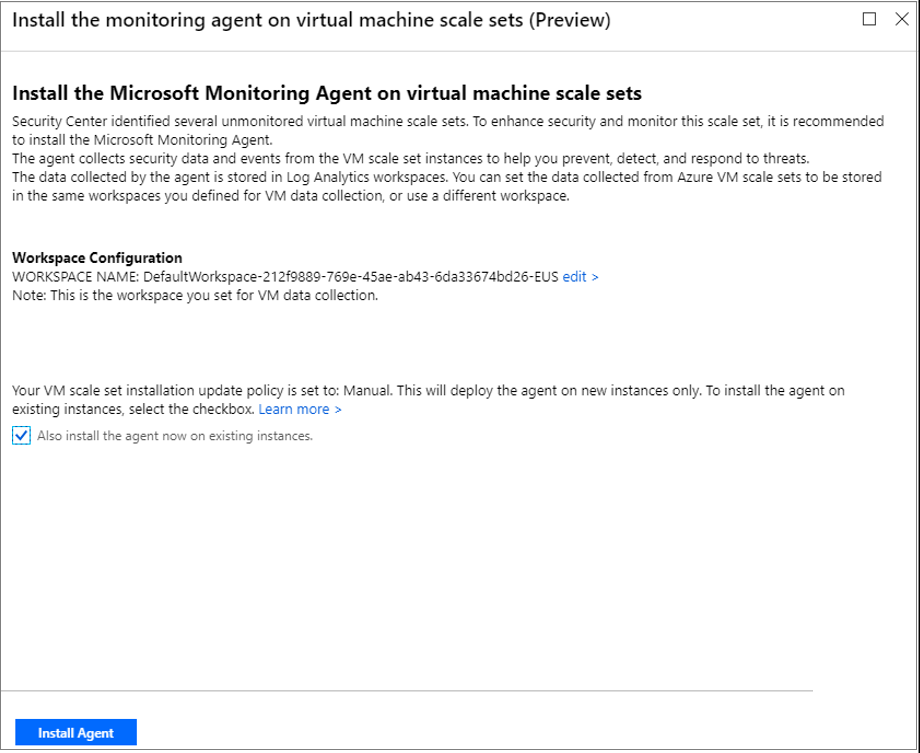 Install the monitoring agent on virtual machine scale sets (Preview)
Install the Microsoft Monitoring Agent on virtual machine scale sets
Security Center identified several unmonitored virtual machine scale sets. To enhance security and monitor this scale set, it is recommended
to install the Microsoft Monitoring Agent.
The agent collects security data and events from the VM scale set instances to help you prevent, detect, and respond to threats.
The data collected by the agent is stored in Log Analytics workspaces. You can set the data collected from Azure VM scale sets to be stored
in the same workspaces you defined for VM data collection, or use a different workspace.
Workspace Configuration
WORKSPACE NAME: DefaultWorkspace-212f9889-769e-45ae-ab43-6da33674bd26-EUS edit >
Note: This is the workspace you set for VM data collection.
Your VM scale set installation update policy is set to: Manual. This will deploy the agent on new instances only. To install the agent on
existing instances, select the checkbox. Learn more >
Also install the agent now on existing instances.
Install Agent